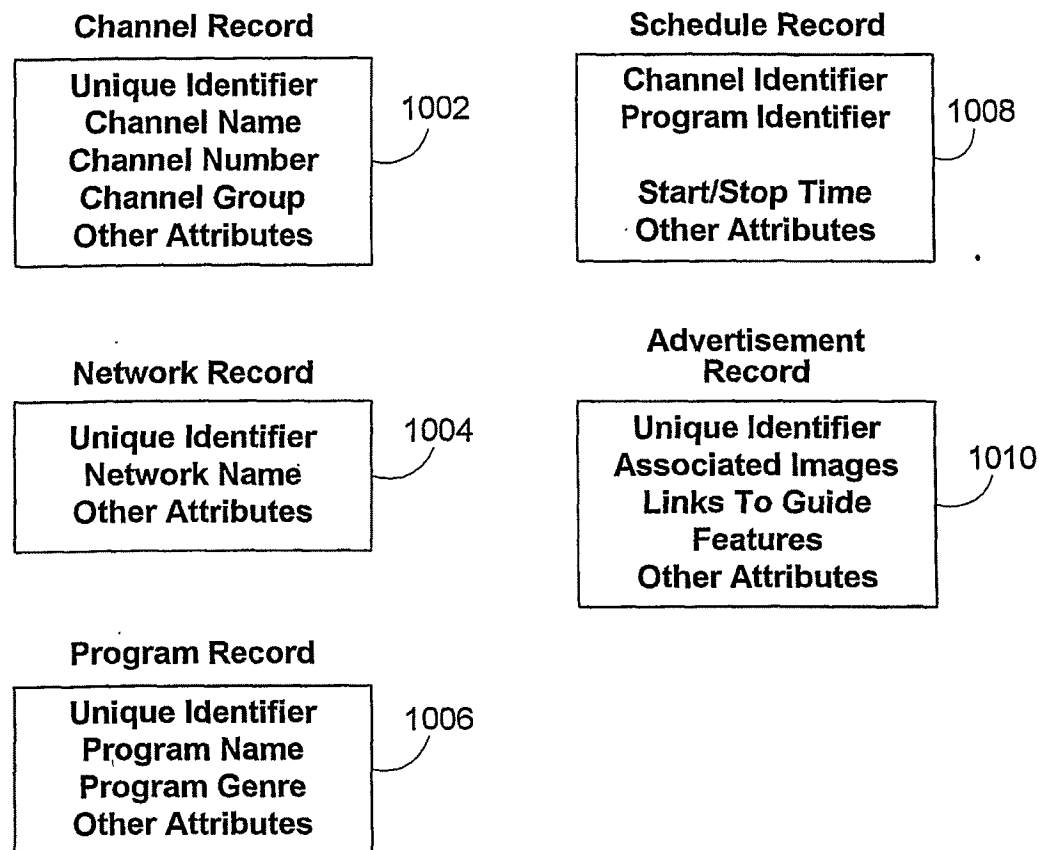 Channel Record
Unique Identifier
Channel Name
Channel Number
Channel Group
Other Attributes
1002
Network Record
Unique Identifier
Network Name
Other Attributes
1004
Program Record
Unique Identifier
Program Name
Program Genre
Other Attributes
1006
Schedule Record
Channel Identifier
Program Identifier
Start/Stop Time
Other Attributes
1008
Advertisement
Record
Unique Identifier
Associated Images
Links To Guide
Features
Other Attributes
1010